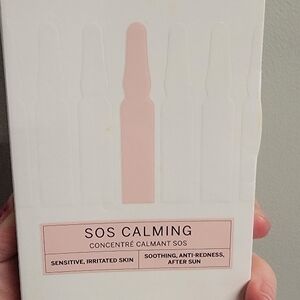 SOS CALMING
CONCENTRÉ CALMANT SOS
SENSITIVE, IRRITATED SKIN
SOOTHING, ANTI-REDNESS,
AFTER SUN